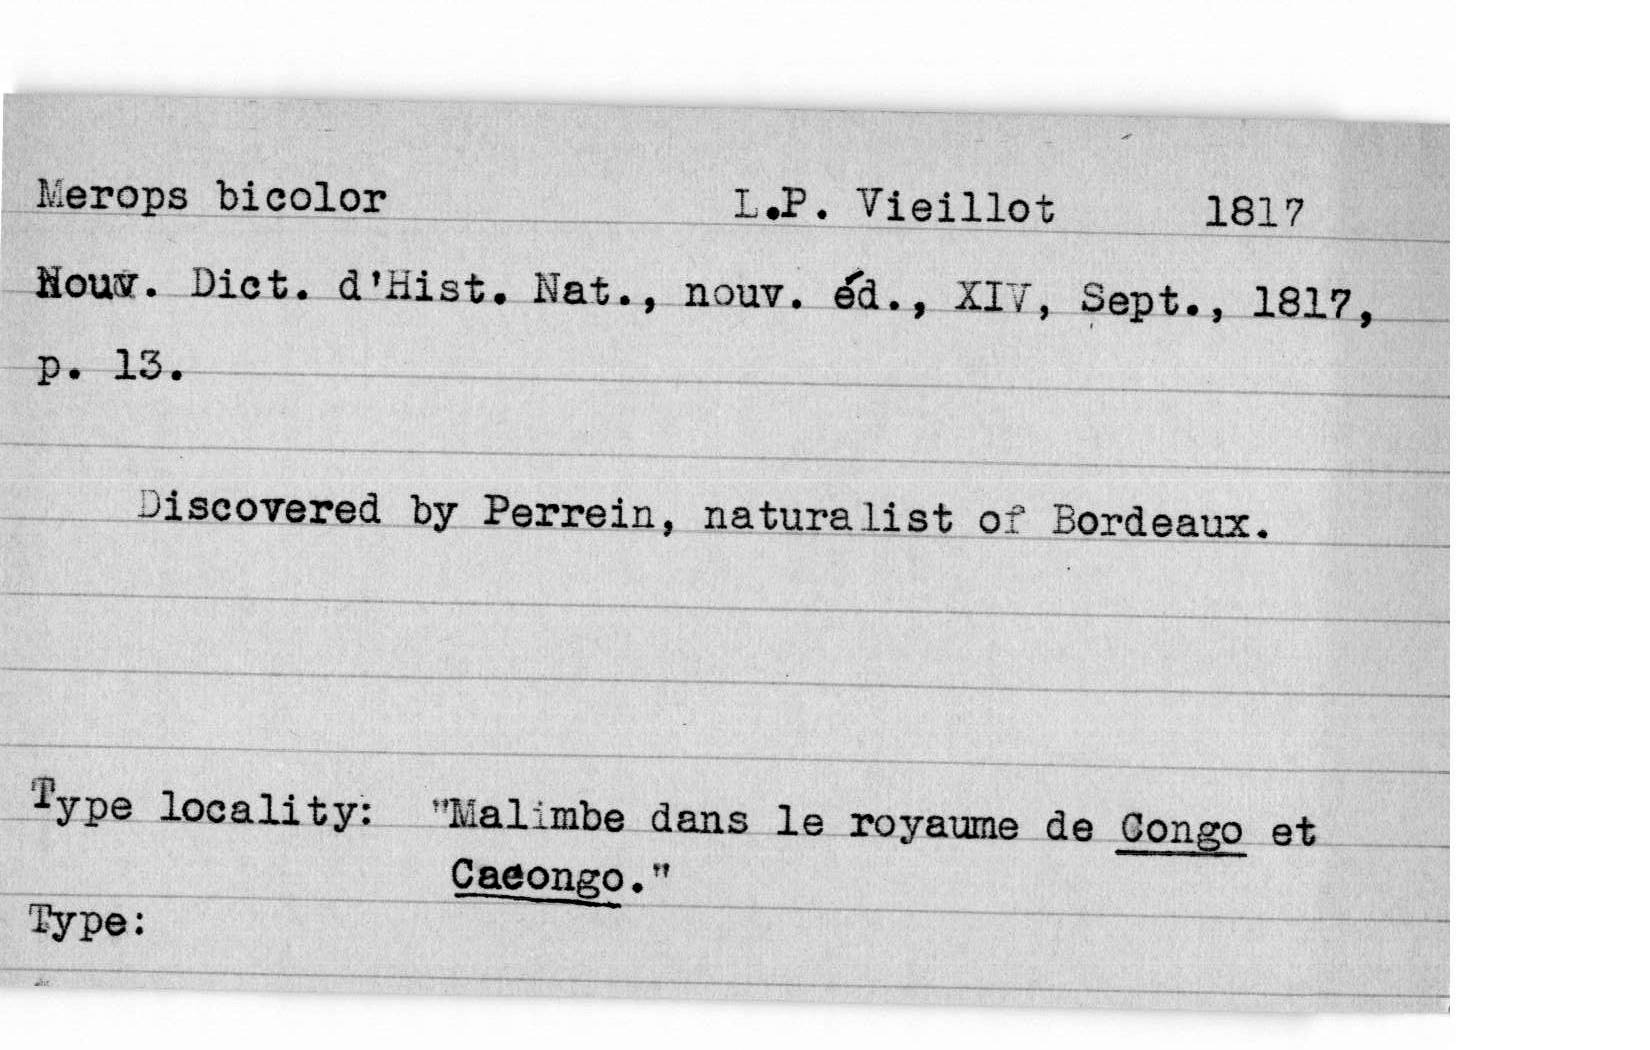 Merops bicolor L.P. Vieillot 1817
Nouv. Dict. d'Hist. Nat., nouv. éd., XIV, Sept., 1817,
p. 13.
Discovered by Perrein, naturalist of Bordeaux.
Type locality: "Malimbe dans le royaume de Congo et
Cacongo."
Type: